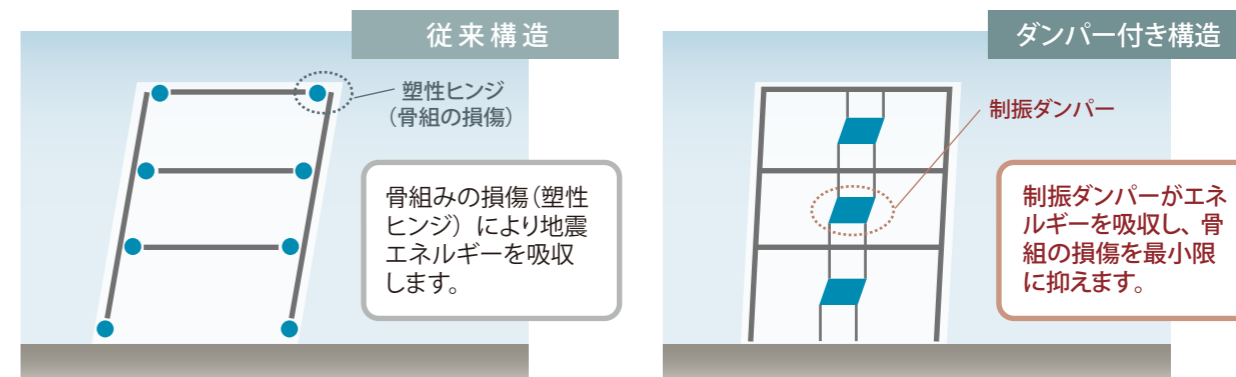 従来構造
塑性ヒンジ
（骨組の損傷）
骨組みの損傷（塑性
ヒンジ）により地震
エネルギーを吸収
します。
ダンパー付き構造
制振ダンパー
制振ダンパーがエネ
ルギーを吸収し、骨
組の損傷を最小限
に抑えます。